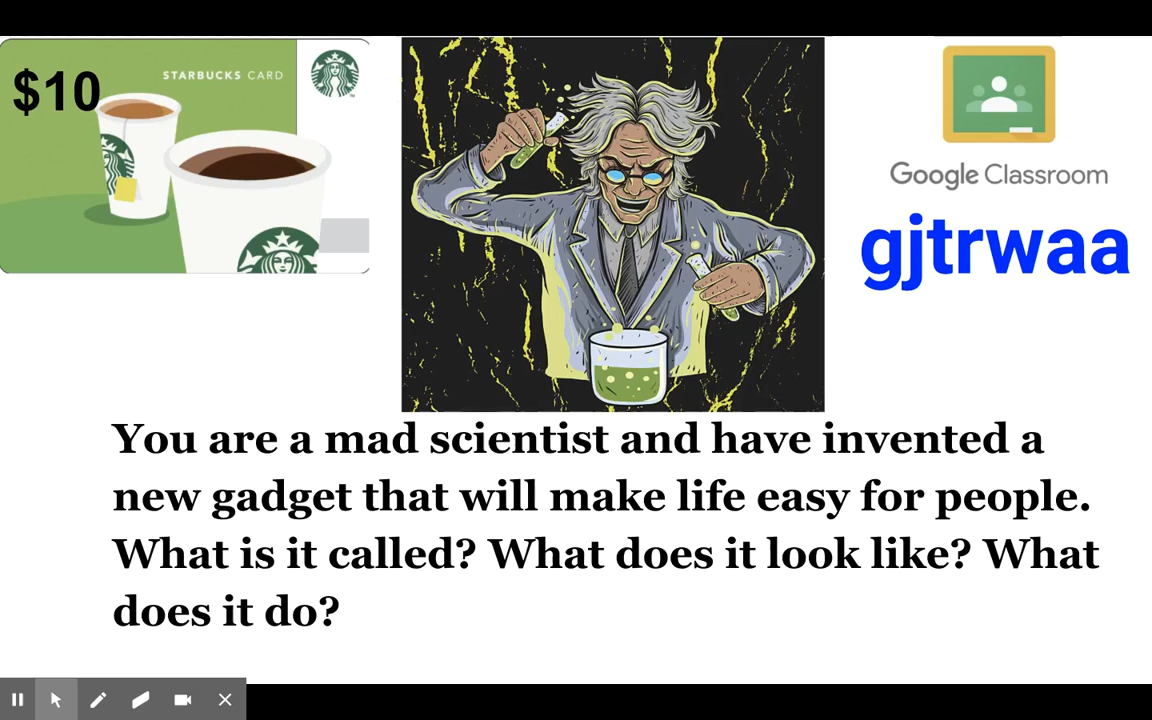 $10
STARBUCKS CARD
Google Classroom
gjtrwaa
You are a mad scientist and have invented a
new gadget that will make life easy for people.
What is it called? What does it look like? What
does it do?